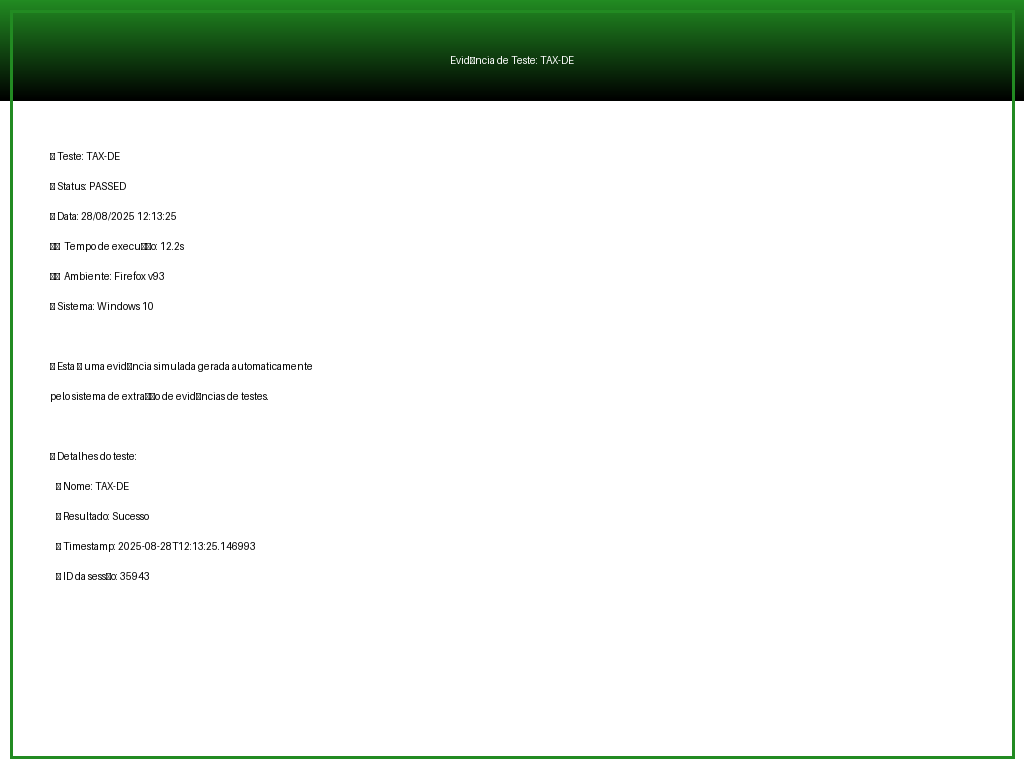 Evid▯ncia de Teste: TAX-DE
▯ Teste: TAX-DE
▯ Status: PASSED
▯ Data: 28/08/2025 12:13:25
▯▯ Tempo de execu▯▯o: 12.2s
▯▯ Ambiente: Firefox v93
▯ Sistema: Windows 10
▯ Esta ▯ uma evid▯ncia simulada gerada automaticamente
pelo sistema de extra▯▯o de evid▯ncias de testes.
▯ Detalhes do teste:
▯ Nome: TAX-DE
▯ Resultado: Sucesso
▯ Timestamp: 2025-08-28T12:13:25.146993
▯ ID da sess▯o: 35943